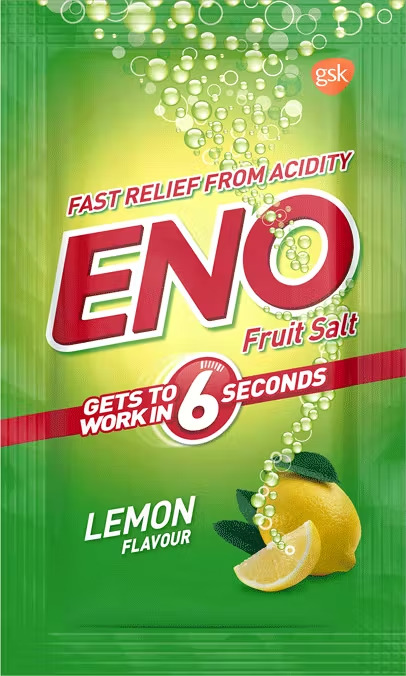 gsk
FAST RELIEF FROM ACIDITY
ENO
Fruit Salt
GETS TO
WORK IN
6
SECONDS
LEMON
FLAVOUR